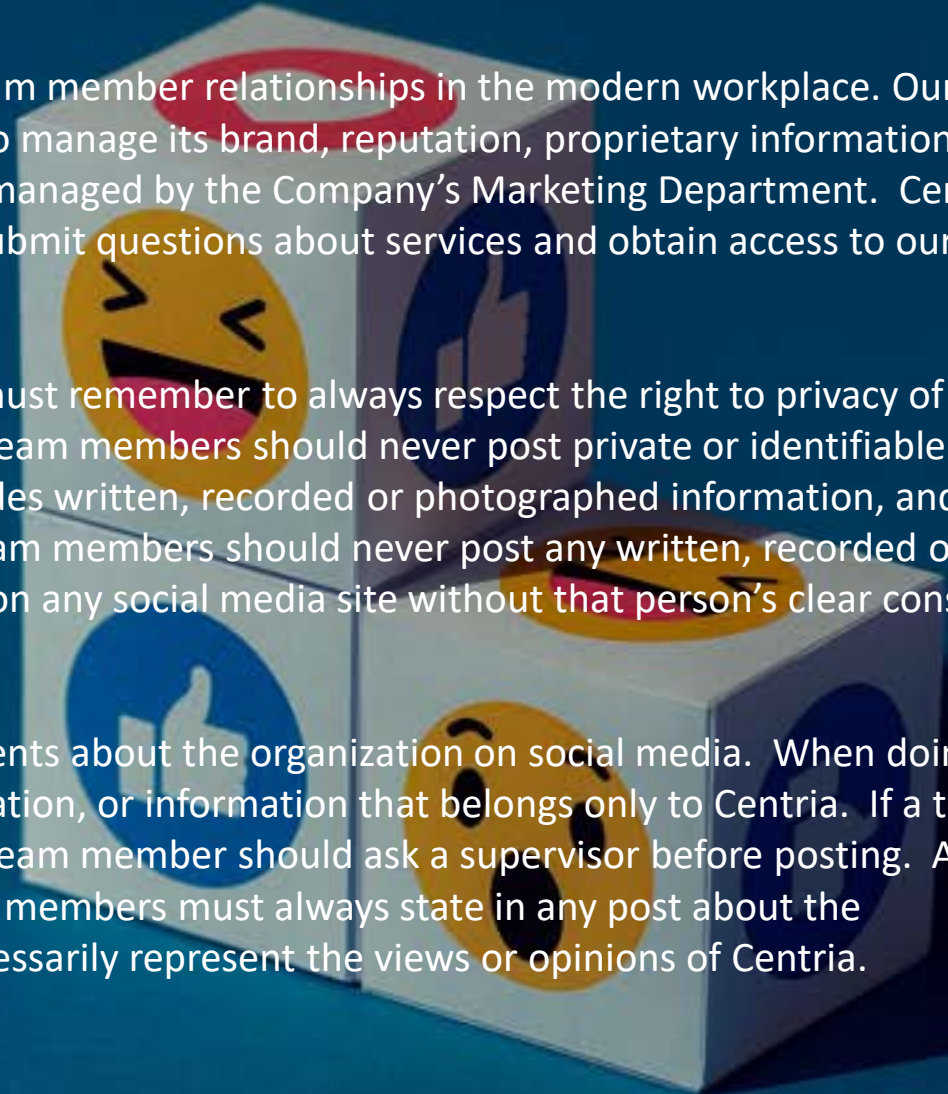 m member relationships in the modern workplace. Our
o manage its brand, reputation, proprietary information
managed by the Company’s Marketing Department.  Cer
ubmit questions about services and obtain access to our
nust remember to always respect the right to privacy of
eam members should never post private or identifiable
des written, recorded or photographed information, and
am members should never post any written, recorded o
on any social media site without that person’s clear cons
ents about the organization on social media.  When doin
ation, or information that belongs only to Centria.  If a t
eam member should ask a supervisor before posting.  A
members must always state in any post about the
essarily represent the views or opinions of Centria.